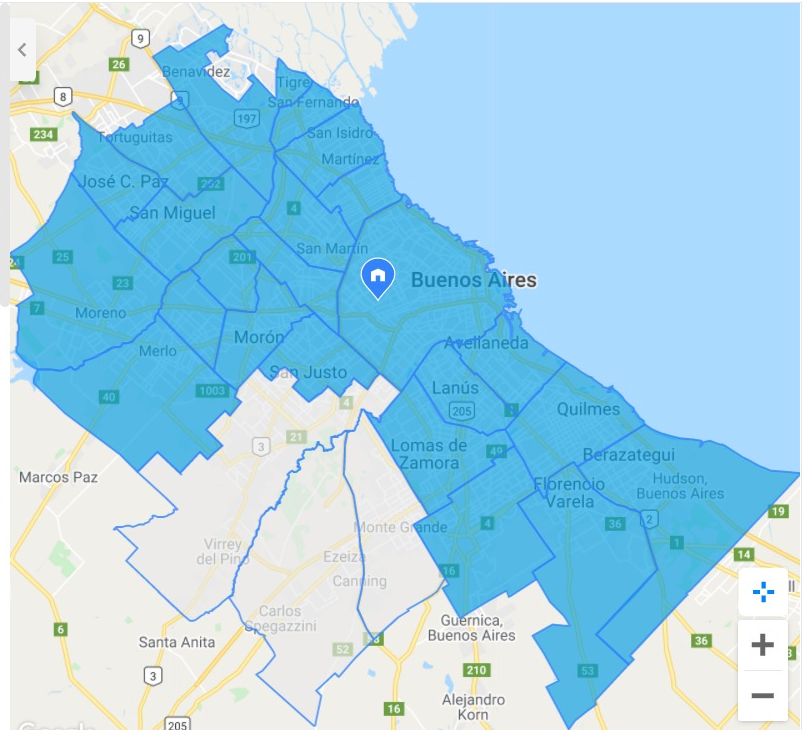 9
26
Benavídez
Tigre
8
9
San Fernando
197
234
Tortuguitas
San Isidro
Martínez
José C. Paz
202
4
San Miguel
San Martín
25
201
Buenos Aires
23
7
Moreno
Morón
Avellaneda
Merlo
San Justo
Lanús
40
1003
4
205
Quilmes
21
3
Lomas de
Zamora
49
Berazategui
Marcos Paz
Florencio
Varela
Hudson,
Buenos Aires
19
Monte Grande
4
36
2
Virrey
del Pino
Ezeiza
1
14
Canning
16
Carlos
Spegazzini
Guernica,
Buenos Aires
6
Santa Anita
52
36
3
210
53
Alejandro
Korn
16
205
Google